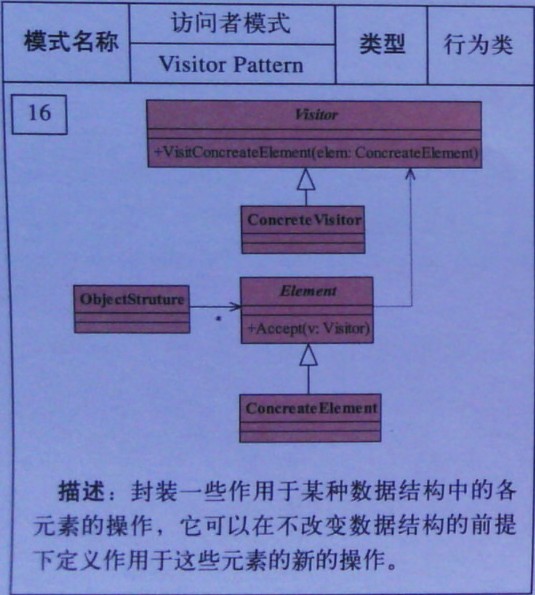 模式名称
访问者模式
Visitor Pattern
类型
行为类
16
Visitor
+VisitConcreateElement(elem: ConcreateElement)
ConcreteVisitor
ObjectStruture
*
Element
+Accept(v: Visitor)
ConcreateElement
描述：封装一些作用于某种数据结构中的各
元素的操作，它可以在不改变数据结构的前提
下定义作用于这些元素的新的操作。